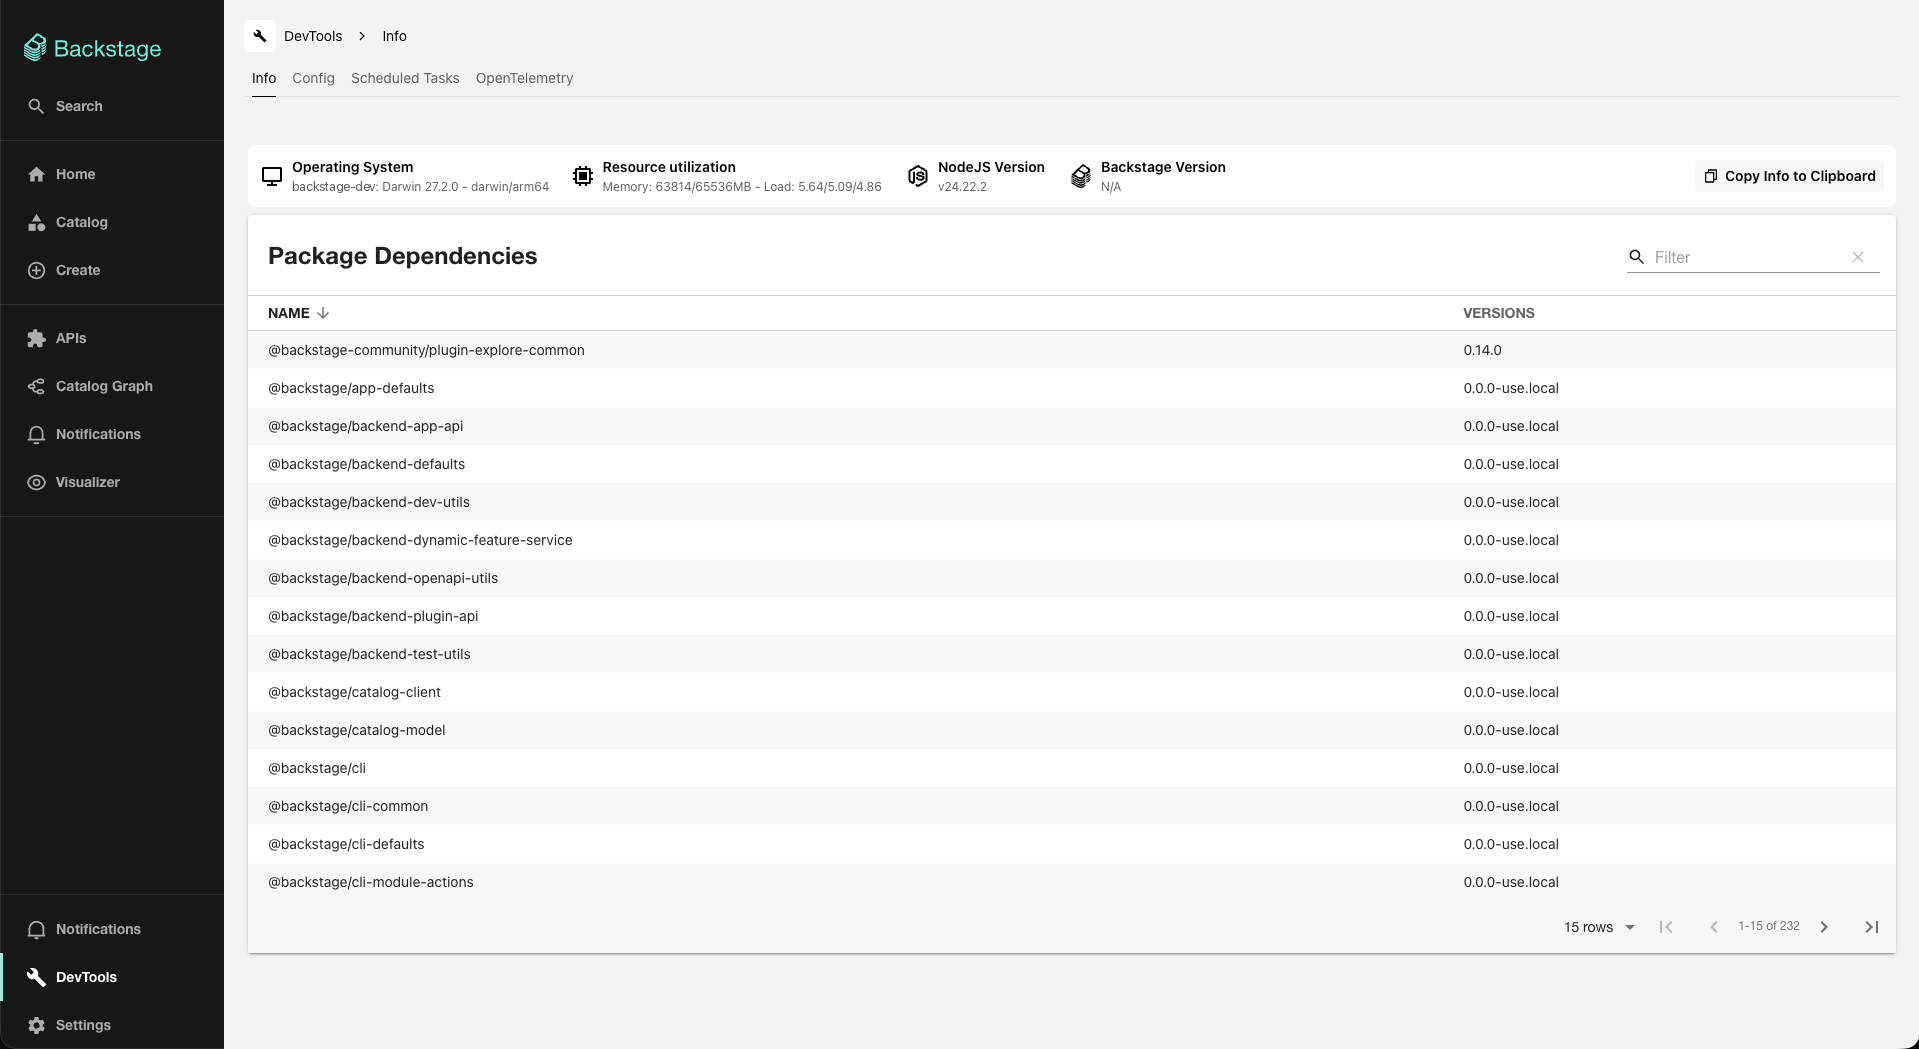 Backstage
Search
Home
Catalog
Create
APIs
Catalog Graph
Notifications
Visualizer
Notifications
DevTools
Settings
DevTools > Info
Info Config Scheduled Tasks OpenTelemetry
Operating System
backstage-dev: Darwin 27.2.0 - darwin/arm64
Resource utilization
Memory: 63814/65536MB - Load: 5.64/5.09/4.86
NodeJS Version
v24.22.2
Backstage Version
N/A
Copy Info to Clipboard
Package Dependencies
Filter
NAME VERSIONS
@backstage-community/plugin-explore-common 0.14.0
@backstage/app-defaults 0.0.0-use.local
@backstage/backend-app-api 0.0.0-use.local
@backstage/backend-defaults 0.0.0-use.local
@backstage/backend-dev-utils 0.0.0-use.local
@backstage/backend-dynamic-feature-service 0.0.0-use.local
@backstage/backend-openapi-utils 0.0.0-use.local
@backstage/backend-plugin-api 0.0.0-use.local
@backstage/backend-test-utils 0.0.0-use.local
@backstage/catalog-client 0.0.0-use.local
@backstage/catalog-model 0.0.0-use.local
@backstage/cli 0.0.0-use.local
@backstage/cli-common 0.0.0-use.local
@backstage/cli-defaults 0.0.0-use.local
@backstage/cli-module-actions 0.0.0-use.local
15 rows 1-15 of 232